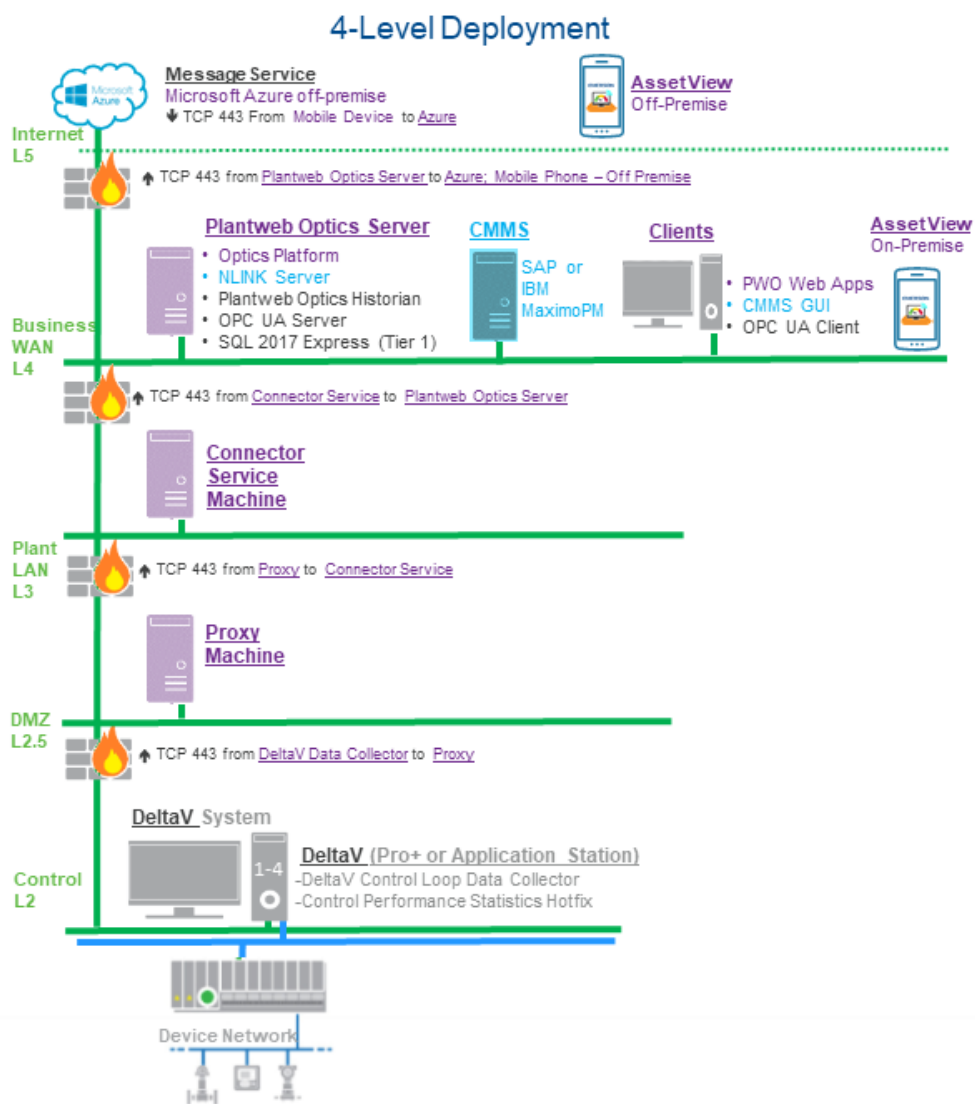 4-Level Deployment
Microsoft
Azure
Message Service
Microsoft Azure off-premise
🡇 TCP 443 From Mobile Device to Azure
AssetView
Off-Premise
Internet
L5
🡅 TCP 443 from Plantweb Optics Server to Azure; Mobile Phone – Off Premise
Plantweb Optics Server
• Optics Platform
• NLINK Server
• Plantweb Optics Historian
• OPC UA Server
• SQL 2017 Express (Tier 1)
CMMS
SAP or
IBM
MaximoPM
Clients
• PWO Web Apps
• CMMS GUI
• OPC UA Client
AssetView
On-Premise
Business
WAN
L4
🡅 TCP 443 from Connector Service to Plantweb Optics Server
Connector
Service
Machine
Plant
LAN
L3
🡅 TCP 443 from Proxy to Connector Service
Proxy
Machine
DMZ
L2.5
🡅 TCP 443 from DeltaV Data Collector to Proxy
DeltaV System
1-4
DeltaV (Pro+ or Application Station)
-DeltaV Control Loop Data Collector
-Control Performance Statistics Hotfix
Control
L2
Device Network